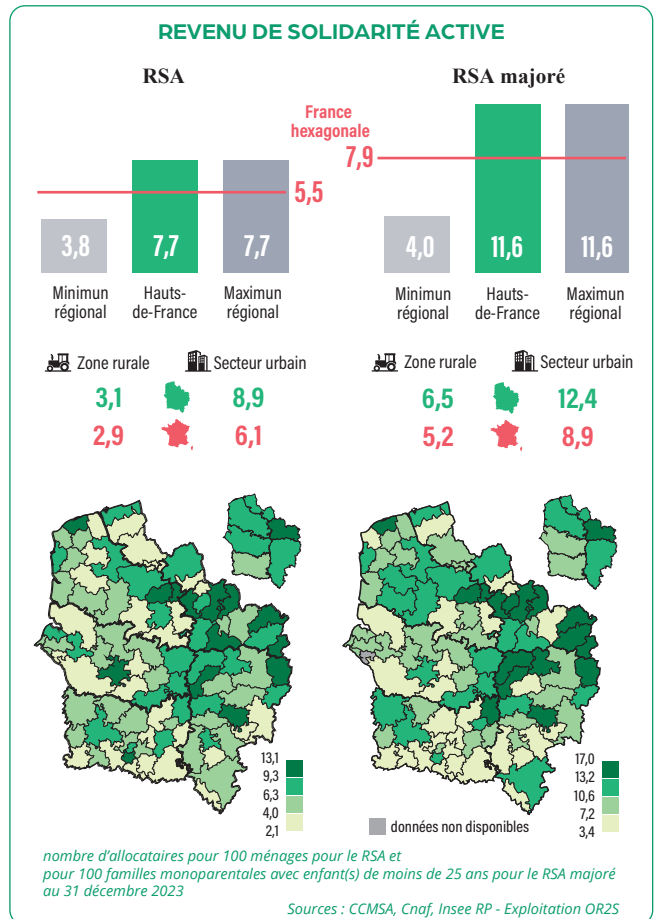 REVENU DE SOLIDARITÉ ACTIVE
RSA
RSA majoré
France
hexagonale
7,9
5,5
3,8
7,7
7,7
4,0
11,6
11,6
Minimun
régional
Hauts-
de-France
Maximun
régional
Minimun
régional
Hauts-
de-France
Maximun
régional
Zone rurale
Secteur urbain
3,1
8,9
2,9
6,1
Zone rurale
Secteur urbain
6,5
12,4
5,2
8,9
13,1
9,3
6,3
4,0
2,1
17,0
13,2
10,6
7,2
3,4
données non disponibles
nombre d'allocataires pour 100 ménages pour le RSA et
pour 100 familles monoparentales avec enfant(s) de moins de 25 ans pour le RSA majoré
au 31 décembre 2023
Sources : CCMSA, Cnaf, Insee RP - Exploitation OR2S